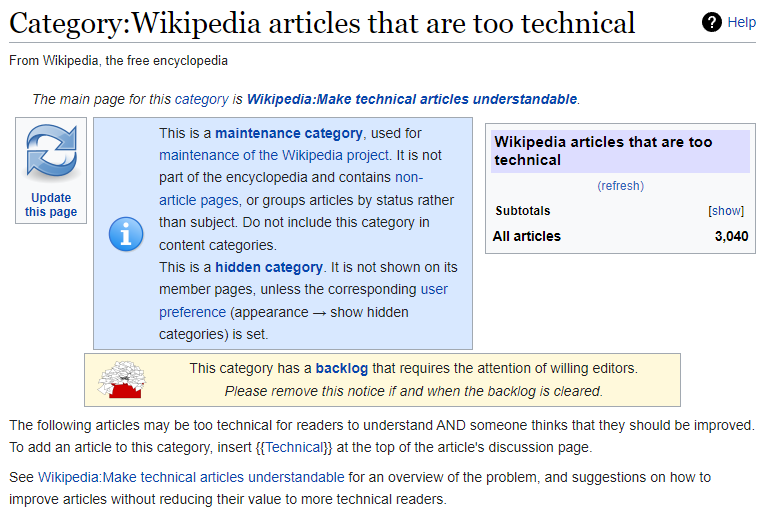 Category:Wikipedia articles that are too technical
Help
From Wikipedia, the free encyclopedia
The main page for this category is Wikipedia:Make technical articles understandable.
Update
this page
This is a maintenance category, used for
maintenance of the Wikipedia project. It is not
part of the encyclopedia and contains non-
article pages, or groups articles by status rather
than subject. Do not include this category in
content categories.
This is a hidden category. It is not shown on its
member pages, unless the corresponding user
preference (appearance → show hidden
categories) is set.
Wikipedia articles that are too
technical
(refresh)
Subtotals [show]
All articles 3,040
This category has a backlog that requires the attention of willing editors.
Please remove this notice if and when the backlog is cleared.
The following articles may be too technical for readers to understand AND someone thinks that they should be improved.
To add an article to this category, insert {{Technical}} at the top of the article's discussion page.
See Wikipedia:Make technical articles understandable for an overview of the problem, and suggestions on how to
improve articles without reducing their value to more technical readers.